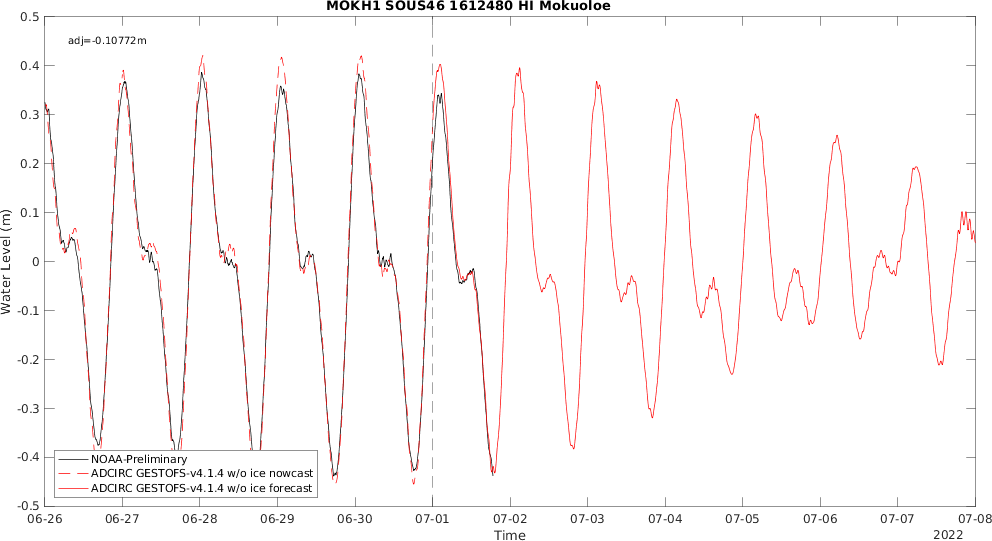 MOKH1 SOUS46 1612480 HI Mokuoloe
adj=-0.10772m
Water Level (m)
0.5
0.4
0.3
0.2
0.1
0
-0.1
-0.2
-0.3
-0.4
-0.5
NOAA-Preliminary
ADCIRC GESTOFS-v4.1.4 w/o ice nowcast
ADCIRC GESTOFS-v4.1.4 w/o ice forecast
06-26 06-27 06-28 06-29 06-30 07-01 07-02 07-03 07-04 07-05 07-06 07-07 07-08
Time
2022